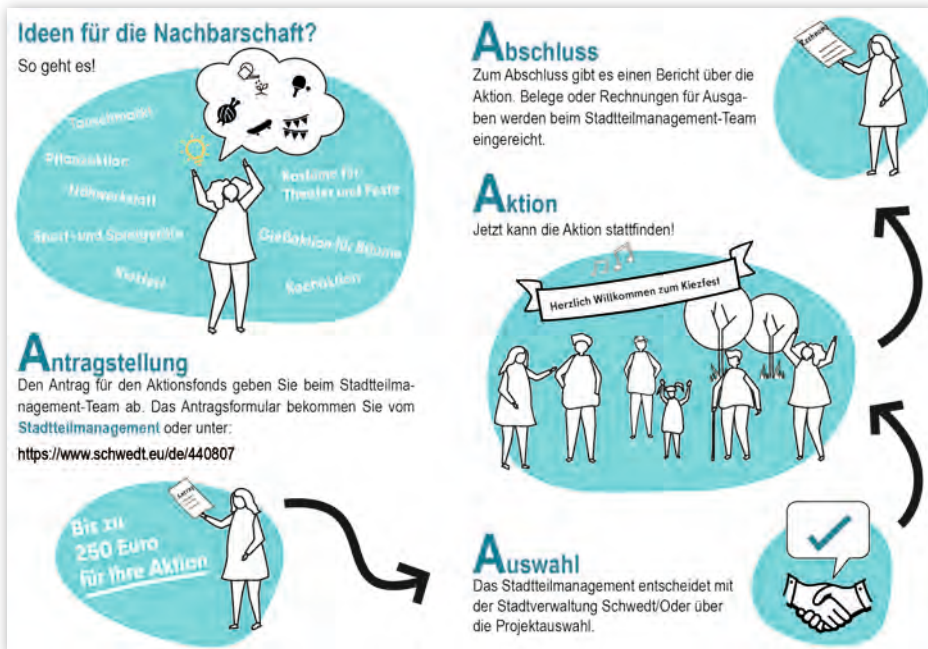 Ideen für die Nachbarschaft?
So geht es!
Tauschmarkt
Pflanzaktion
Nähwerkstatt
Sport- und Spielgeräte
Kiezfest
Kostüme für
Theater und Feste
Gießaktion für Bäume
Kochaktion
Antragstellung
Den Antrag für den Aktionsfonds geben Sie beim Stadtteilma-
nagement-Team ab. Das Antragsformular bekommen Sie vom
Stadtteilmanagement oder unter:
https://www.schwedt.eu/de/440807
Antrag
Bis zu
250 Euro
für Ihre Aktion
Auswahl
Das Stadtteilmanagement entscheidet mit
der Stadtverwaltung Schwedt/Oder über
die Projektauswahl.
Aktion
Jetzt kann die Aktion stattfinden!
Herzlich Willkommen zum Kiezfest
Abschluss
Zum Abschluss gibt es einen Bericht über die
Aktion. Belege oder Rechnungen für Ausga-
ben werden beim Stadtteilmanagement-Team
eingereicht.